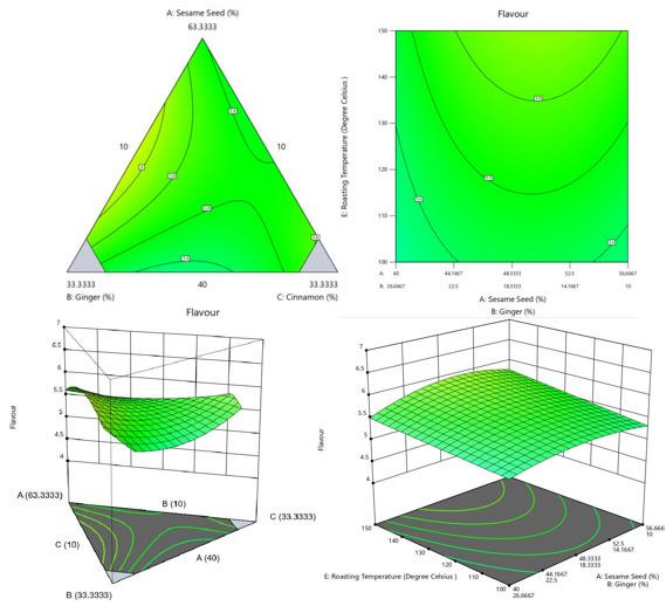 A: Sesame Seed (%)
63.3333
10
10
33.3333
40
33.3333
B: Ginger (%)
C: Cinnamon (%)
Flavour
E: Roasting Temperature (Degree Celsius )
150
140
130
120
110
100
A: 40 44.1667 48.3333 52.5 56.6667
B: 26.6667 22.5 18.3333 14.1667 10
A: Sesame Seed (%)
B: Ginger (%)
Flavour
Flavour
7
6.5
6
5.5
5
4.5
4
A (63.3333)
B (10)
C (33.3333)
C (10)
A (40)
B (33.3333)
Flavour
7
6.5
6
5.5
5
4.5
4
150
140
130
120
110
100
E: Roasting Temperature (Degree Celsius )
40
26.6667
44.1667
22.5
48.3333
18.3333
52.5
14.1667
56.6667
10
A: Sesame Seed (%)
B: Ginger (%)